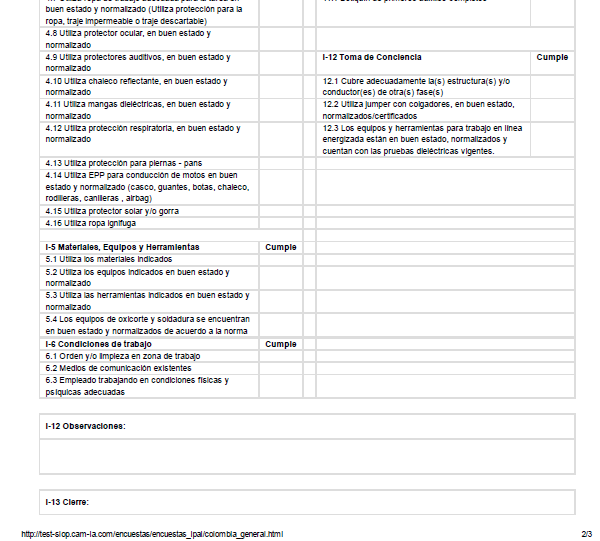 buen estado y normalizado (Utiliza protección para la
ropa, traje impermeable o traje descartable)
4.8 Utiliza protector ocular, en buen estado y
normalizado
4.9 Utiliza protectores auditivos, en buen estado y
normalizado
4.10 Utiliza chaleco reflectante, en buen estado y
normalizado
4.11 Utiliza mangas dieléctricas, en buen estado y
normalizado
4.12 Utiliza protección respiratoria, en buen estado y
normalizado
4.13 Utiliza protección para piernas - pans
4.14 Utiliza EPP para conducción de motos en buen
estado y normalizado (casco, guantes, botas, chaleco,
rodilleras, canilleras , airbag)
4.15 Utiliza protector solar y/o gorra
4.16 Utiliza ropa ignifuga
I-5 Materiales, Equipos y Herramientas Cumple
5.1 Utiliza los materiales indicados
5.2 Utiliza los equipos indicados en buen estado y
normalizado
5.3 Utiliza las herramientas indicados en buen estado y
normalizado
5.4 Los equipos de oxicorte y soldadura se encuentran
en buen estado y normalizados de acuerdo a la norma
I-6 Condiciones de trabajo Cumple
6.1 Orden y/o limpieza en zona de trabajo
6.2 Medios de comunicación existentes
6.3 Empleado trabajando en condiciones físicas y
psíquicas adecuadas
I-12 Toma de Conciencia Cumple
12.1 Cubre adecuadamente la(s) estructura(s) y/o
conductor(es) de otra(s) fase(s)
12.2 Utiliza jumper con colgadores, en buen estado,
normalizados/certificados
12.3 Los equipos y herramientas para trabajo en línea
energizada están en buen estado, normalizados y
cuentan con las pruebas dieléctricas vigentes.
I-12 Observaciones:
I-13 Cierre:
http://test-siop.cam-la.com/encuestas/encuestas_ipal/colombia_general.html 2/3